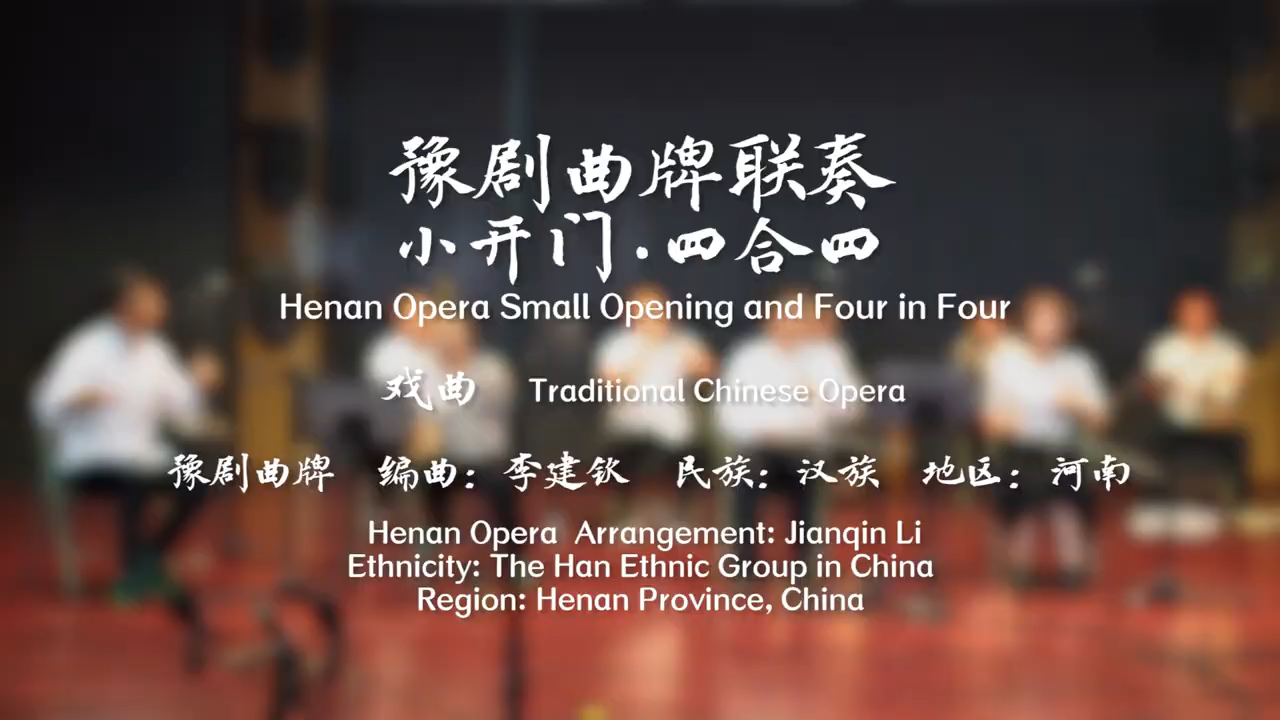 豫剧曲牌联奏
小开门·四合四
Henan Opera Small Opening and Four in Four
戏曲 Traditional Chinese Opera
豫剧曲牌 编曲：李建钦 民族：汉族 地区：河南
Henan Opera Arrangement: Jianqin Li
Ethnicity: The Han Ethnic Group in China
Region: Henan Province, China